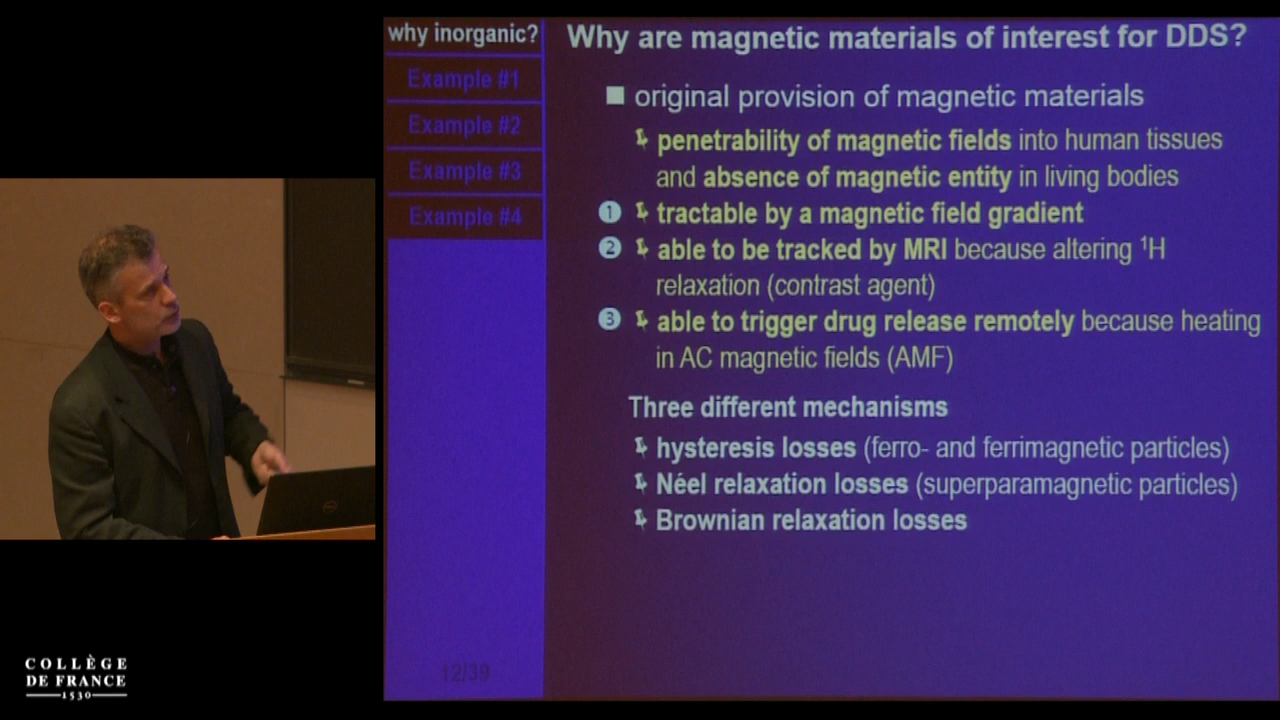 why inorganic?
Example #1
Example #2
Example #3
Example #4
12/39
Why are magnetic materials of interest for DDS?
original provision of magnetic materials
penetrability of magnetic fields into human tissues
and absence of magnetic entity in living bodies
1 tractable by a magnetic field gradient
2 able to be tracked by MRI because altering ¹H
relaxation (contrast agent)
3 able to trigger drug release remotely because heating
in AC magnetic fields (AMF)
Three different mechanisms
hysteresis losses (ferro- and ferrimagnetic particles)
Néel relaxation losses (superparamagnetic particles)
Brownian relaxation losses
COLLÈGE
DE FRANCE
1530